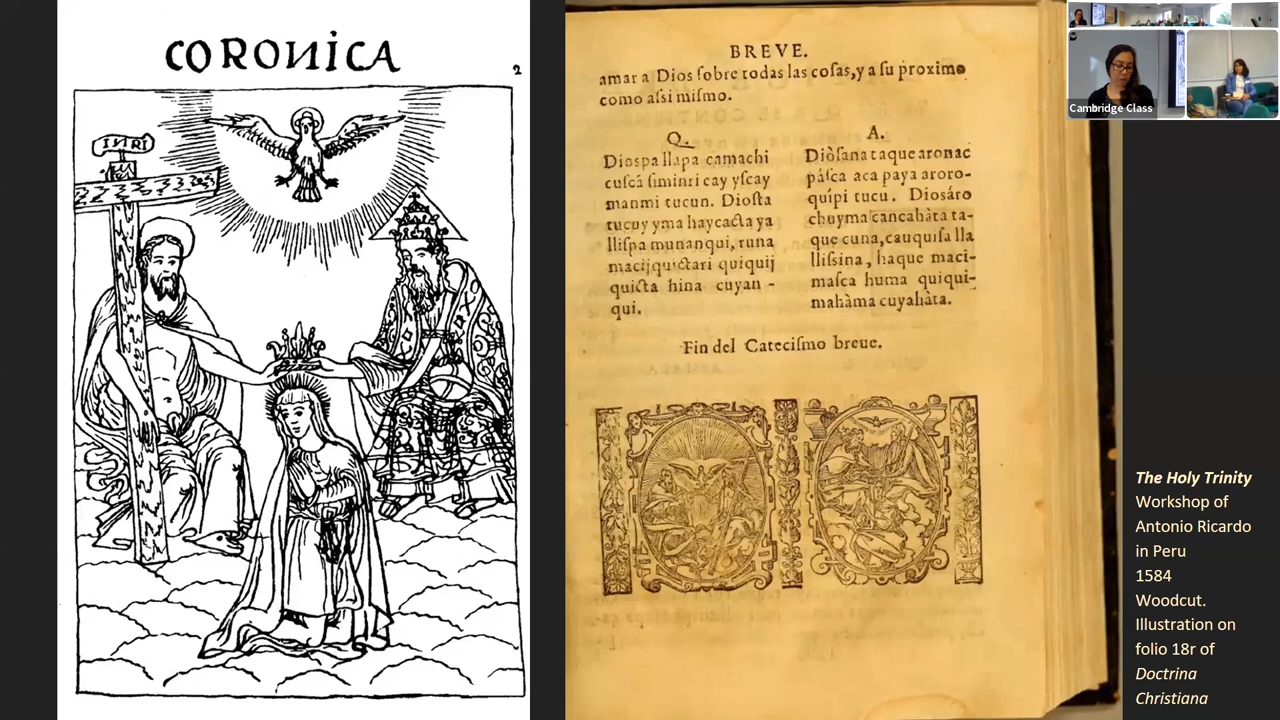 CORONICA
2
INRI
BREVE.
amar a Dios ſobre todas las coſas, y a ſu proximo
como aſsi miſmo.
Q.
Diospa llapa camachi
cuſcã ſiminri cay yſcay
manmi tucun. Diosta
tucuy yma haycacta ya
lliſpa munanqui, runa
macijquictari quiquij
quicta hina cuyan -
qui.
A.
Diòſana taque aronac
páſca aca paya aroro-
quípi tucu. Diosáro
chuyma cancahàta ta-
que cuna, cauquiſa lla
lliſsina, haque maci-
maſca huma quiqui-
mahàma cuyahàta.
Fin del Cateciſmo breue.
Cambridge Class
The Holy Trinity
Workshop of
Antonio Ricardo
in Peru
1584
Woodcut.
Illustration on
folio 18r of
Doctrina
Christiana